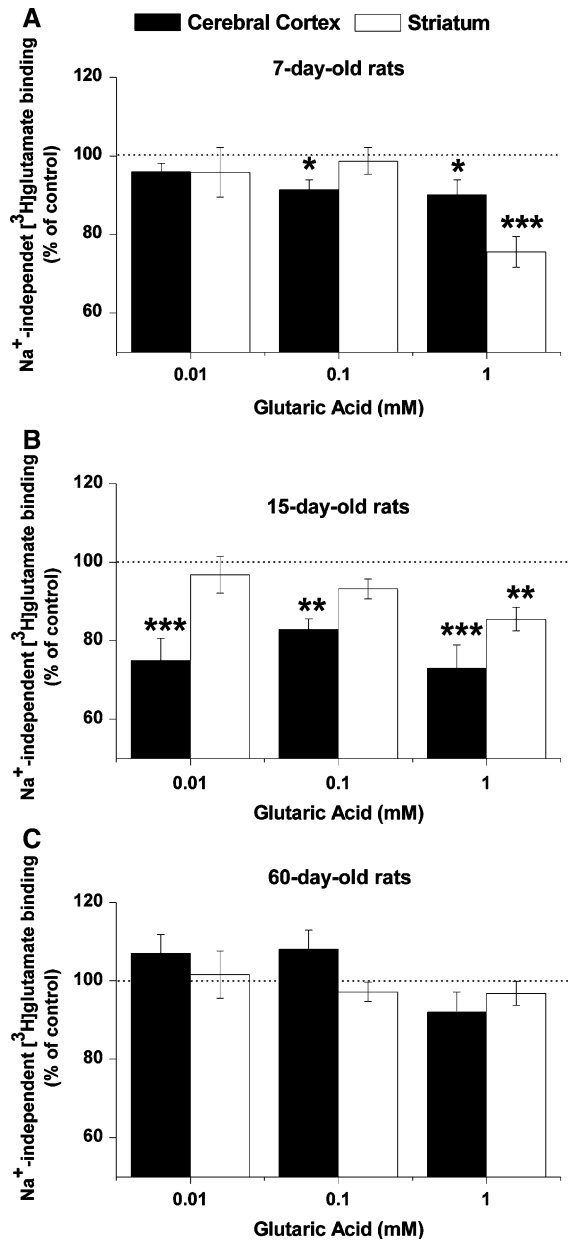 A
Cerebral Cortex Striatum
7-day-old rats
Na+-independet [3H]glutamate binding
(% of control)
120
100
80
60
*
*
***
0.01 0.1 1
Glutaric Acid (mM)
B
15-day-old rats
Na+-independent [3H]glutamate binding
(% of control)
120
100
80
60
***
**
***
**
0.01 0.1 1
Glutaric Acid (mM)
C
60-day-old rats
Na+-independent [3H]glutamate binding
(% of control)
120
100
80
60
0.01 0.1 1
Glutaric Acid (mM)